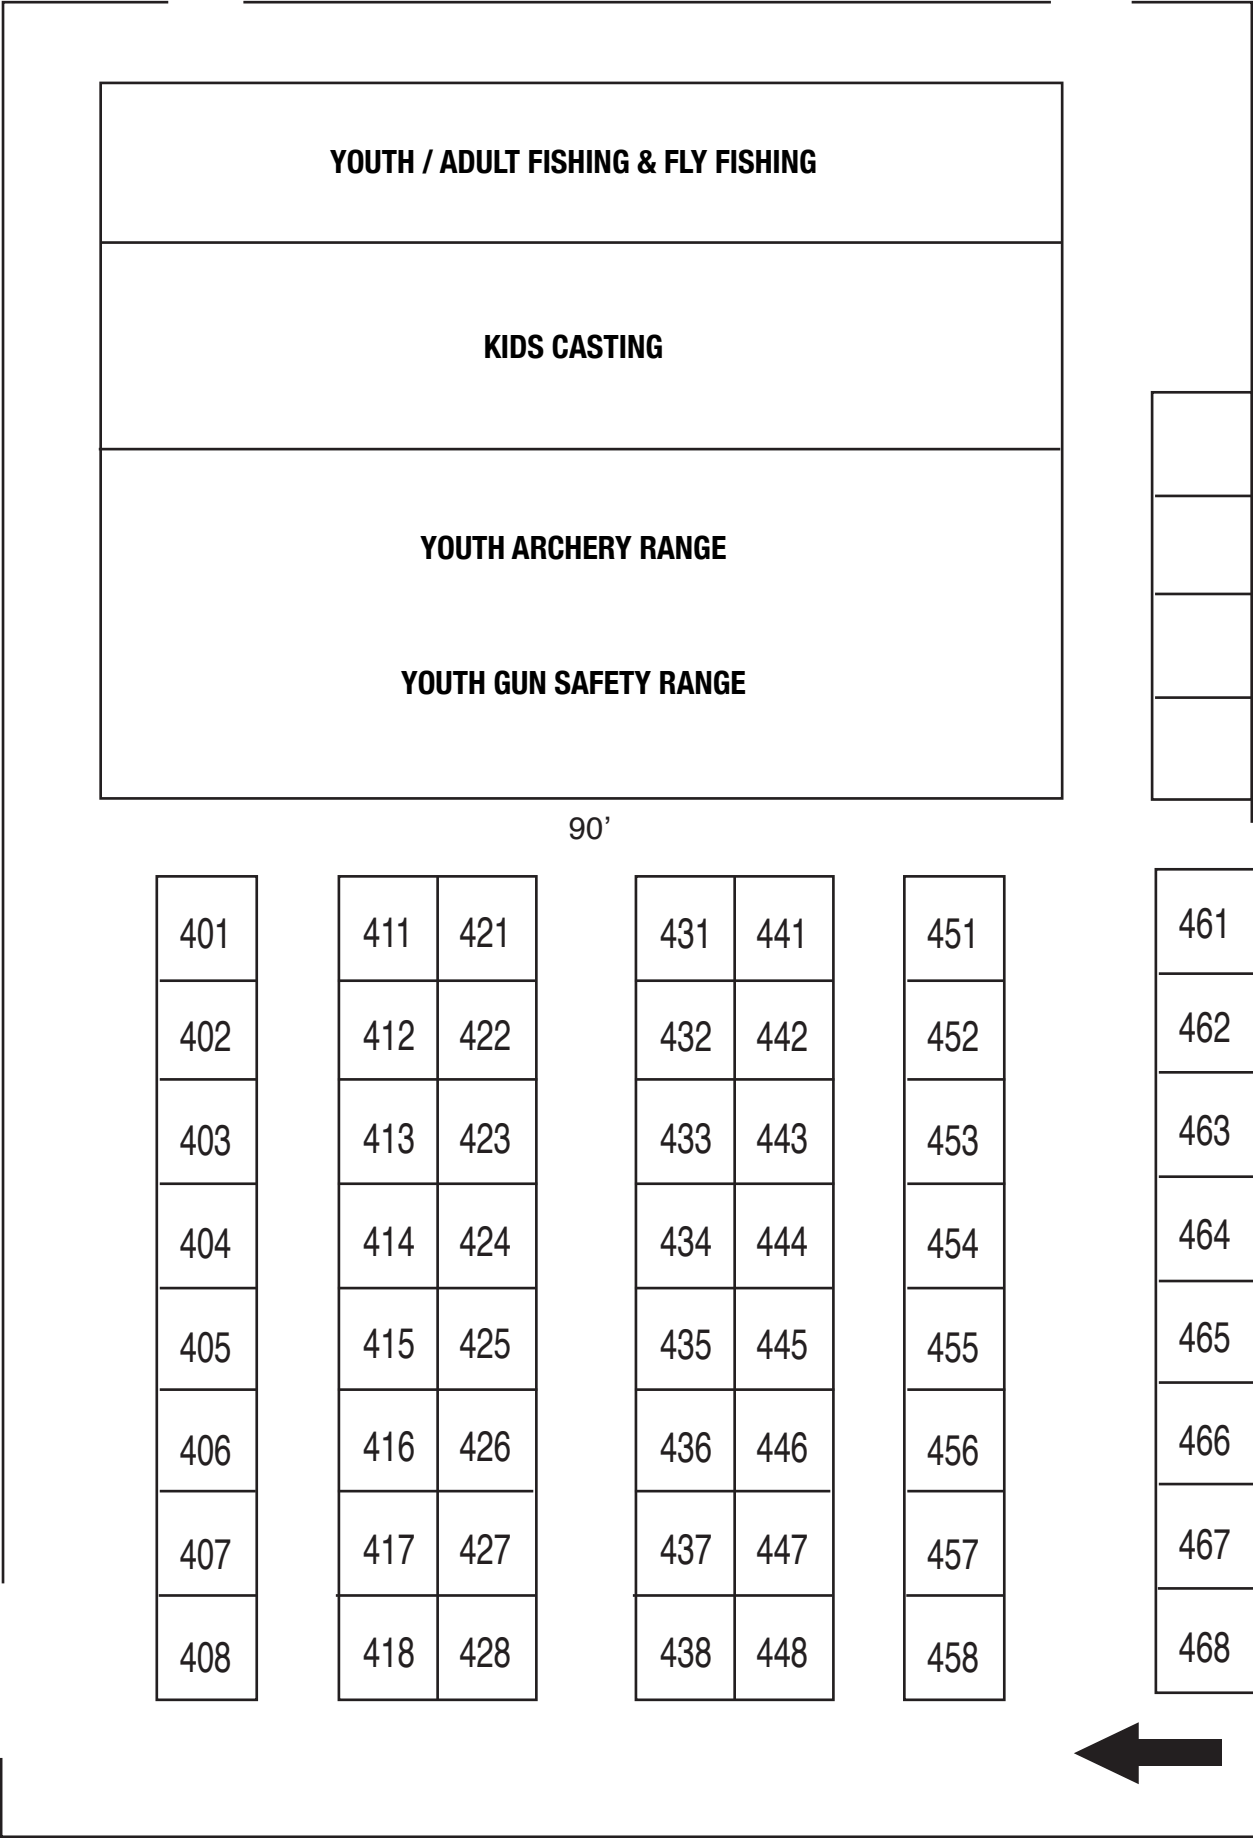 YOUTH / ADULT FISHING & FLY FISHING
KIDS CASTING
YOUTH ARCHERY RANGE
YOUTH GUN SAFETY RANGE
90’
401 411 421 431 441 451 461
402 412 422 432 442 452 462
403 413 423 433 443 453 463
404 414 424 434 444 454 464
405 415 425 435 445 455 465
406 416 426 436 446 456 466
407 417 427 437 447 457 467
408 418 428 438 448 458 468